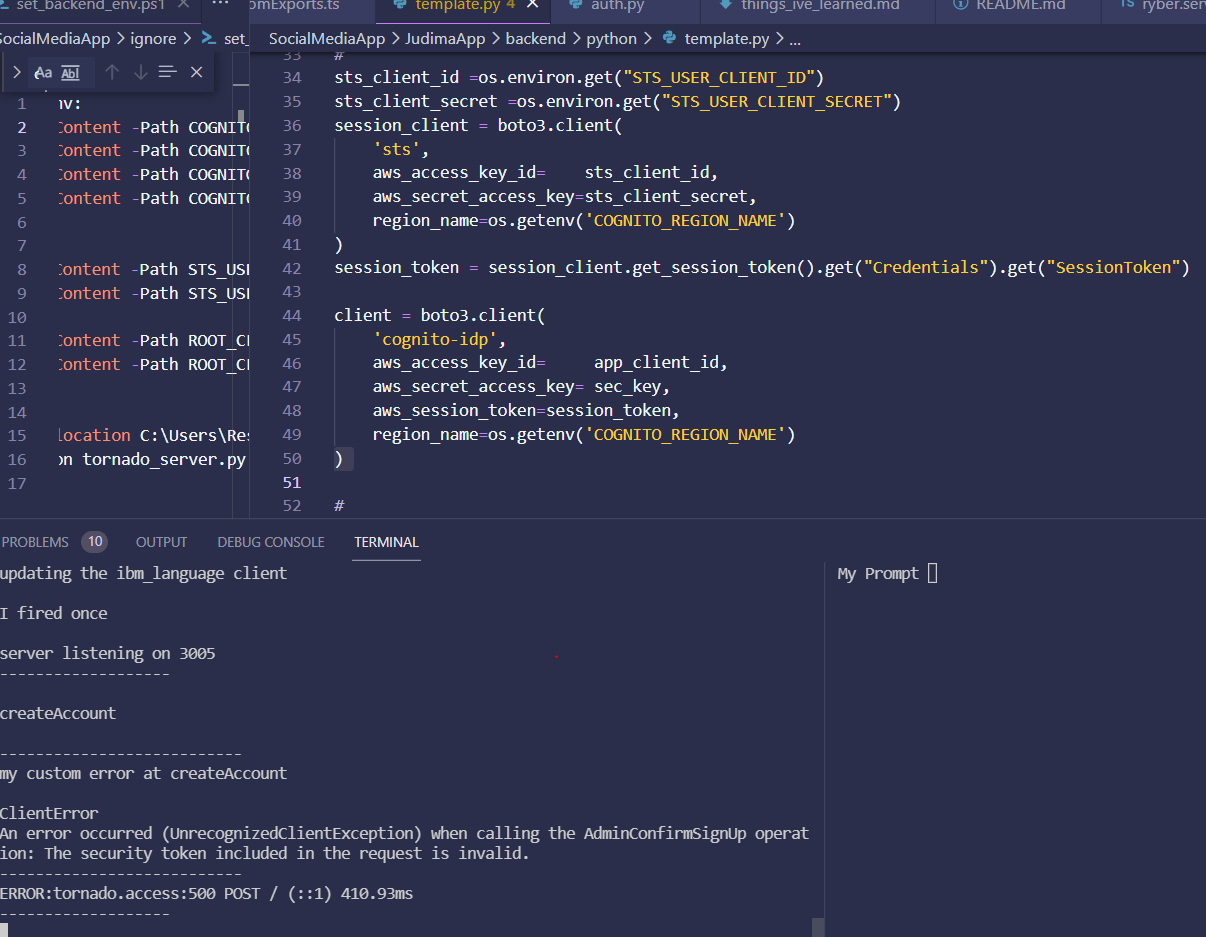 set_backend_env.ps1 × ... omExports.ts template.py 4 × auth.py things_ive_learned.md README.md TS ryber.ser
SocialMediaApp > ignore > set_ SocialMediaApp > JudimaApp > backend > python > template.py > ...
> Aa Abl ↑ ↓ ×
1 nv:
2 Content -Path COGNITO
3 Content -Path COGNITO
4 Content -Path COGNITO
5 Content -Path COGNITO
6
7
8 Content -Path STS_USE
9 Content -Path STS_USE
10
11 Content -Path ROOT_CL
12 Content -Path ROOT_CL
13
14
15 location C:\Users\Res
16 on tornado_server.py
17
33 #
34 sts_client_id =os.environ.get("STS_USER_CLIENT_ID")
35 sts_client_secret =os.environ.get("STS_USER_CLIENT_SECRET")
36 session_client = boto3.client(
37 'sts',
38 aws_access_key_id=    sts_client_id,
39 aws_secret_access_key=sts_client_secret,
40 region_name=os.getenv('COGNITO_REGION_NAME')
41 )
42 session_token = session_client.get_session_token().get("Credentials").get("SessionToken")
43
44 client = boto3.client(
45 'cognito-idp',
46 aws_access_key_id=     app_client_id,
47 aws_secret_access_key= sec_key,
48 aws_session_token=session_token,
49 region_name=os.getenv('COGNITO_REGION_NAME')
50 )
51
52 #
PROBLEMS 10 OUTPUT DEBUG CONSOLE TERMINAL
updating the ibm_language client
I fired once
server listening on 3005
-------------------
createAccount
---------------------------
my custom error at createAccount
ClientError
An error occurred (UnrecognizedClientException) when calling the AdminConfirmSignUp operat
ion: The security token included in the request is invalid.
---------------------------
ERROR:tornado.access:500 POST / (::1) 410.93ms
-------------------
My Prompt